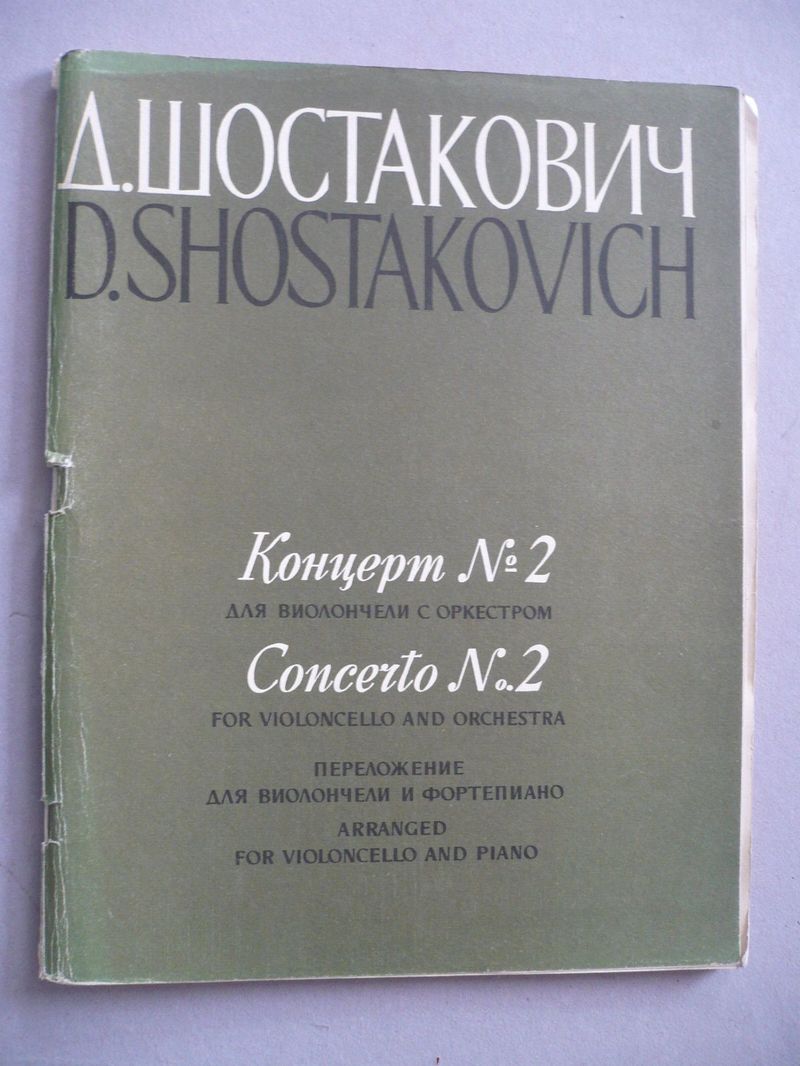 Д.ШОСТАКОВИЧ
D.SHOSTAKOVICH
Концерт №2
ДЛЯ ВИОЛОНЧЕЛИ С ОРКЕСТРОМ
Concerto No.2
FOR VIOLONCELLO AND ORCHESTRA
ПЕРЕЛОЖЕНИЕ
ДЛЯ ВИОЛОНЧЕЛИ И ФОРТЕПИАНО
ARRANGED
FOR VIOLONCELLO AND PIANO